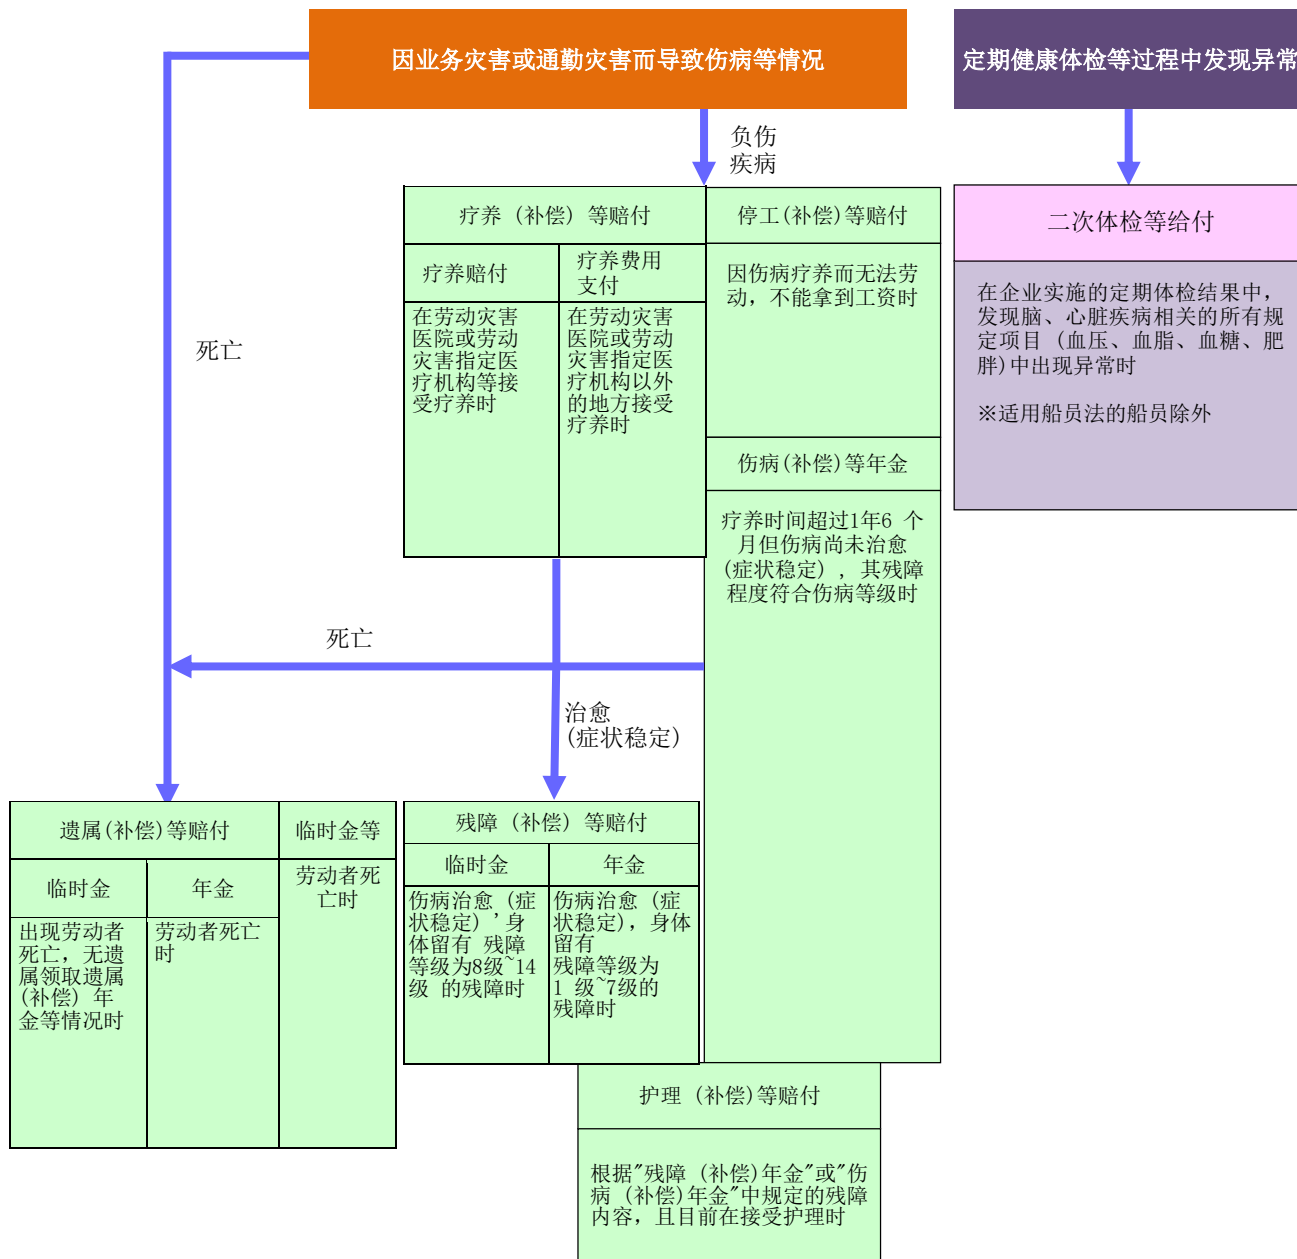 因业务灾害或通勤灾害而导致伤病等情况
定期健康体检等过程中发现异常
负伤
疾病
死亡
疗养 (补偿) 等赔付
疗养赔付
疗养费用
支付
在劳动灾害
医院或劳动
灾害指定医
疗机构等接
受疗养时
在劳动灾害
医院或劳动
灾害指定医
疗机构以外
的地方接受
疗养时
停工(补偿)等赔付
因伤病疗养而无法劳
动, 不能拿到工资时
伤病(补偿)等年金
疗养时间超过1年6 个
月但伤病尚未治愈
(症状稳定) , 其残障
程度符合伤病等级时
二次体检等给付
在企业实施的定期体检结果中,
发现脑、心脏疾病相关的所有规
定项目 (血压、血脂、血糖、肥
胖)中出现异常时
※适用船员法的船员除外
死亡
治愈
(症状稳定)
遗属(补偿)等赔付
临时金
年金
出现劳动者
死亡, 无遗
属领取遗属
(补偿) 年
金等情况时
劳动者死亡
时
临时金等
劳动者死
亡时
残障 (补偿) 等赔付
临时金
年金
伤病治愈 (症
状稳定) ’身
体留有 残障
等级为8级~14
级 的残障时
伤病治愈 (症
状稳定), 身体
留有
残障等级为
1 级~7级的
残障时
护理 (补偿)等赔付
根据"残障 (补偿)年金"或"伤
病 (补偿)年金"中规定的残障
内容, 且目前在接受护理时